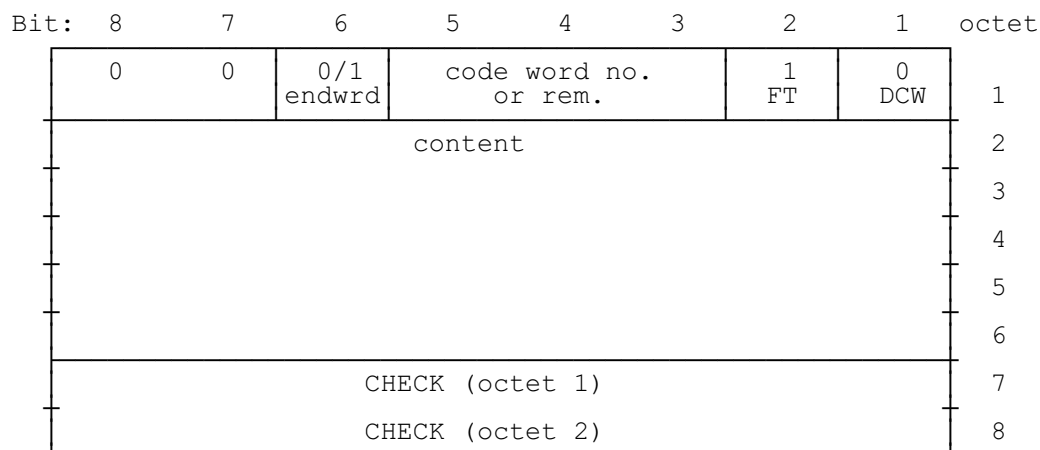 Bit: 8 7 6 5 4 3 2 1 octet
0 0 0/1 code word no. 1 0
endwrd or rem. FT DCW 1
content 2
3
4
5
6
CHECK (octet 1) 7
CHECK (octet 2) 8